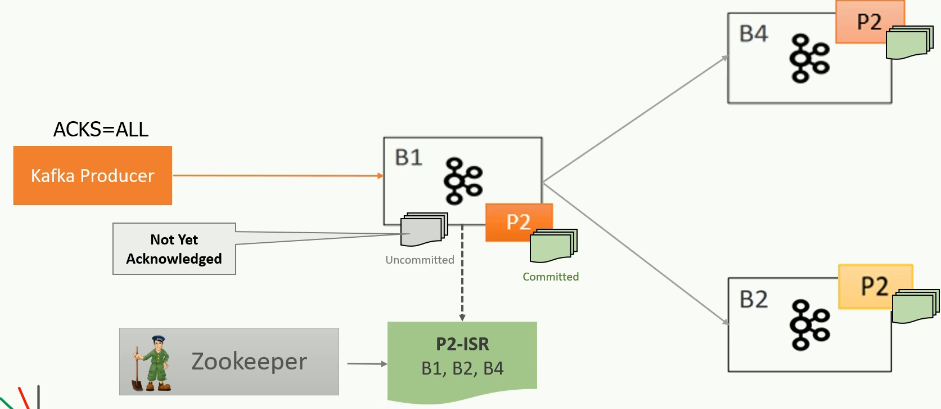 B4
P2
ACKS=ALL
Kafka Producer
B1
P2
Not Yet
Acknowledged
Uncommitted
Committed
B2
P2
Zookeeper
P2-ISR
B1, B2, B4